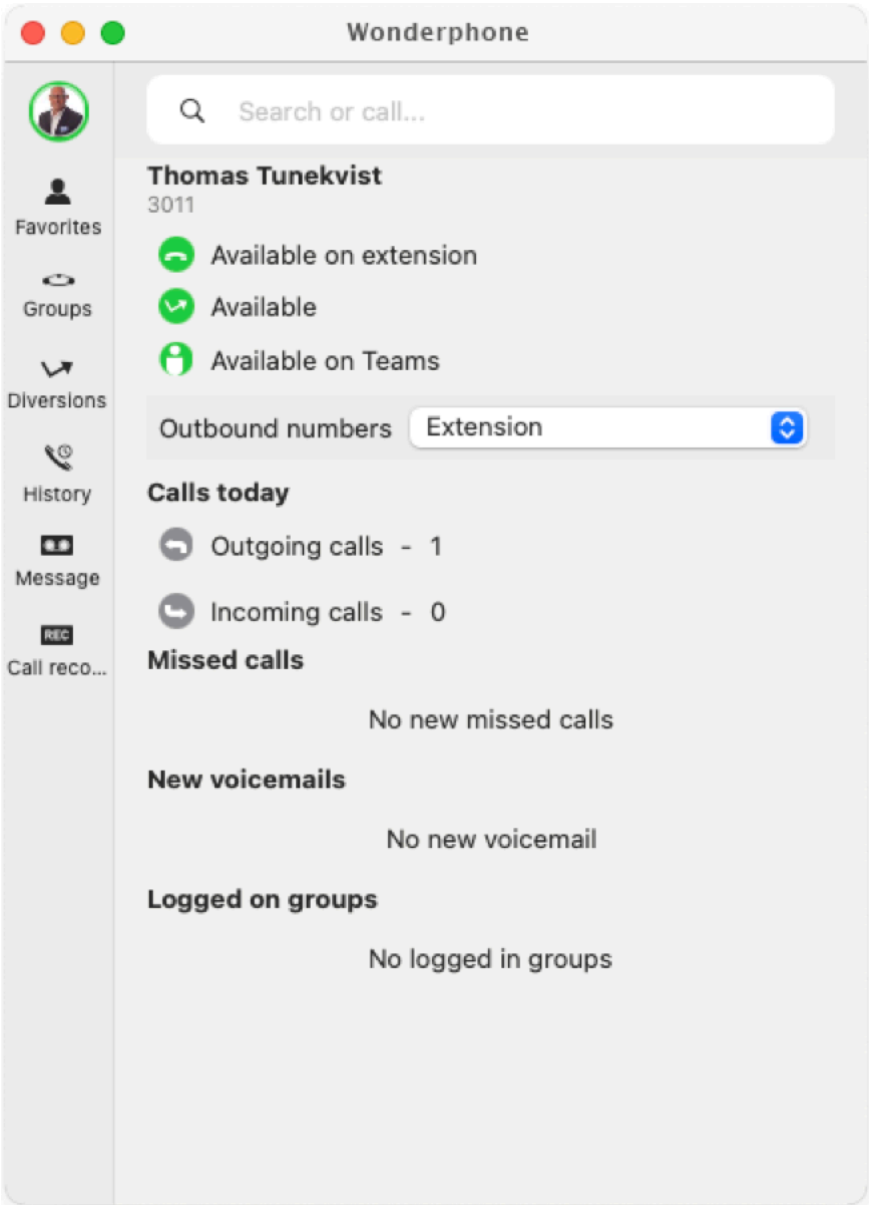 Wonderphone
Search or call...
Thomas Tunekvist
3011
Favorites
Available on extension
Groups
Available
Available on Teams
Diversions
Outbound numbers Extension
History
Calls today
Outgoing calls - 1
Message
Incoming calls - 0
REC
Call reco...
Missed calls
No new missed calls
New voicemails
No new voicemail
Logged on groups
No logged in groups